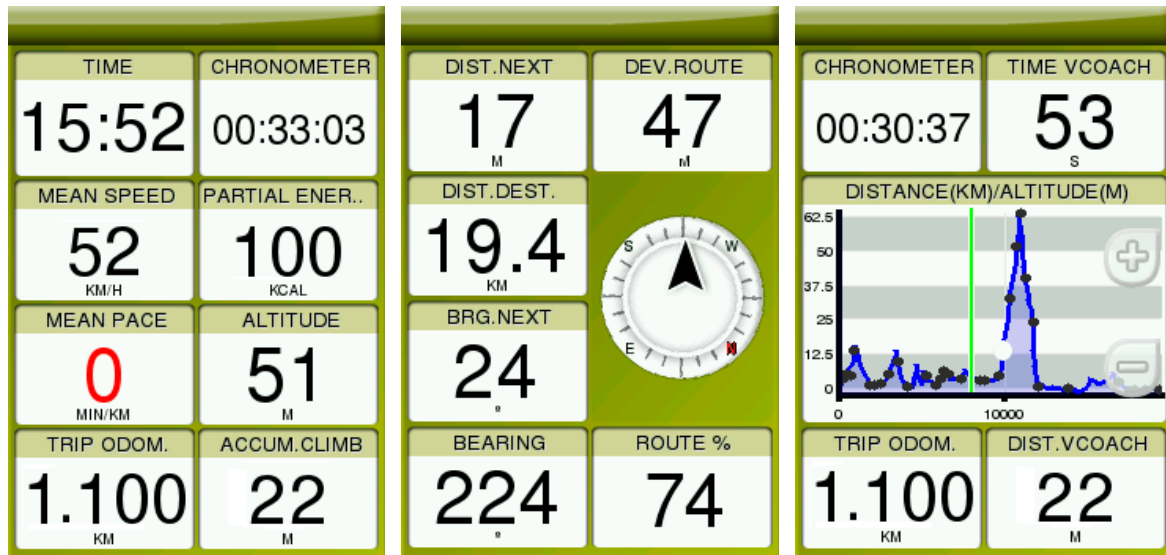 TIME CHRONOMETER
15:52 00:33:03
MEAN SPEED PARTIAL ENER..
52 100
KM/H KCAL
MEAN PACE ALTITUDE
0 51
MIN/KM M
TRIP ODOM. ACCUM.CLIMB
1.100 22
KM M
DIST.NEXT DEV.ROUTE
17 47
M M
DIST.DEST.
19.4
KM
S W
E N
BRG.NEXT
24
º
BEARING ROUTE %
224 74
º
CHRONOMETER TIME VCOACH
00:30:37 53
S
DISTANCE(KM)/ALTITUDE(M)
62.5
50
37.5
25
12.5
0
0 10000
TRIP ODOM. DIST.VCOACH
1.100 22
KM M